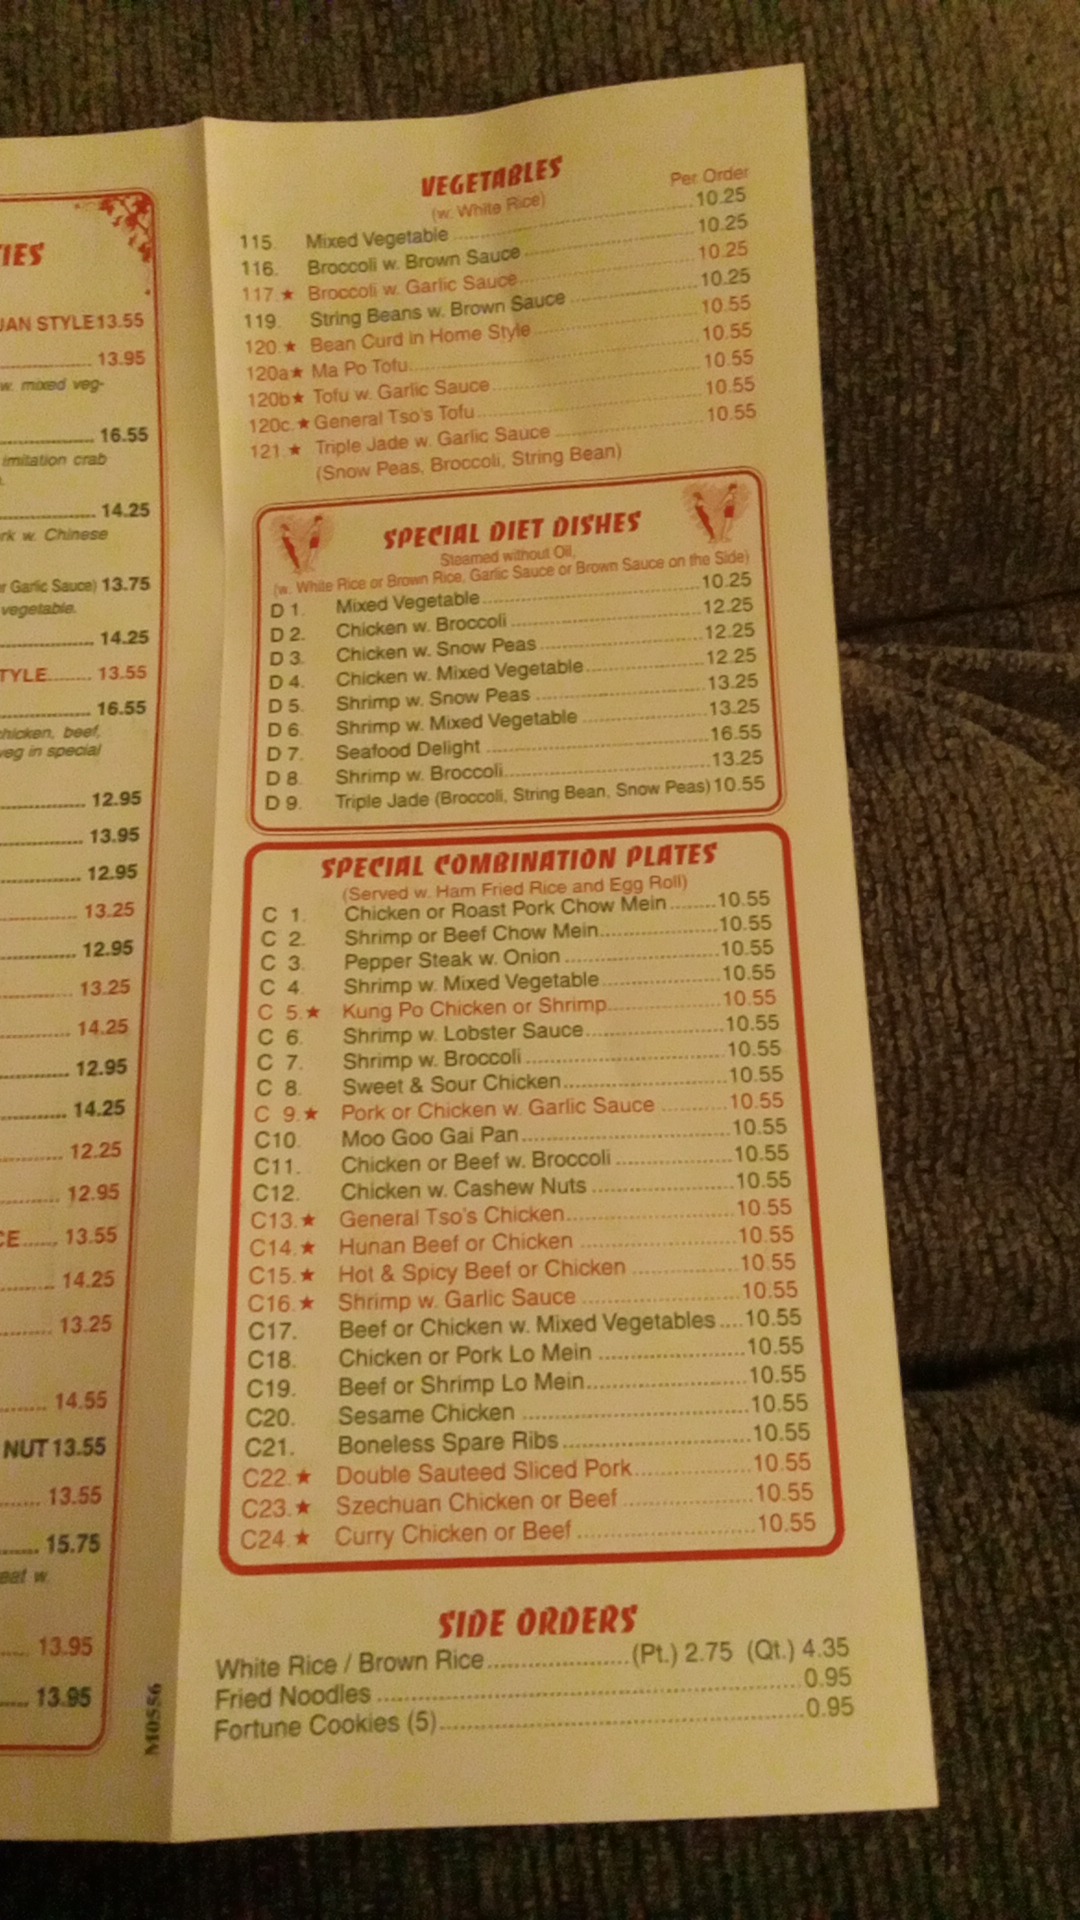 IES
JAN STYLE 13.55
13.95
w. mixed veg-
16.55
imitation crab
14.25
rk w. Chinese
r Garlic Sauce) 13.75
vegetable.
14.25
TYLE 13.55
16.55
hicken, beef,
veg in special
12.95
13.95
12.95
13.25
12.95
13.25
14.25
12.95
14.25
12.25
12.95
CE 13.55
14.25
13.25
14.55
NUT 13.55
13.55
15.75
eat w.
13.95
13.95
M0556
VEGETABLES
(w. White Rice) Per Order
115. Mixed Vegetable 10.25
116. Broccoli w. Brown Sauce 10.25
117.★ Broccoli w. Garlic Sauce 10.25
119. String Beans w. Brown Sauce 10.25
120.★ Bean Curd in Home Style 10.55
120a★ Ma Po Tofu 10.55
120b★ Tofu w. Garlic Sauce 10.55
120c.★ General Tso's Tofu 10.55
121.★ Triple Jade w. Garlic Sauce 10.55
(Snow Peas, Broccoli, String Bean)
SPECIAL DIET DISHES
Steamed without Oil,
(w. White Rice or Brown Rice, Garlic Sauce or Brown Sauce on the Side)
D 1. Mixed Vegetable 10.25
D 2. Chicken w. Broccoli 12.25
D 3. Chicken w. Snow Peas 12.25
D 4. Chicken w. Mixed Vegetable 12.25
D 5. Shrimp w. Snow Peas 13.25
D 6. Shrimp w. Mixed Vegetable 13.25
D 7. Seafood Delight 16.55
D 8. Shrimp w. Broccoli 13.25
D 9. Triple Jade (Broccoli, String Bean, Snow Peas) 10.55
SPECIAL COMBINATION PLATES
(Served w. Ham Fried Rice and Egg Roll)
C 1. Chicken or Roast Pork Chow Mein 10.55
C 2. Shrimp or Beef Chow Mein 10.55
C 3. Pepper Steak w. Onion 10.55
C 4. Shrimp w. Mixed Vegetable 10.55
C 5.★ Kung Po Chicken or Shrimp 10.55
C 6. Shrimp w. Lobster Sauce 10.55
C 7. Shrimp w. Broccoli 10.55
C 8. Sweet & Sour Chicken 10.55
C 9.★ Pork or Chicken w. Garlic Sauce 10.55
C10. Moo Goo Gai Pan 10.55
C11. Chicken or Beef w. Broccoli 10.55
C12. Chicken w. Cashew Nuts 10.55
C13.★ General Tso's Chicken 10.55
C14.★ Hunan Beef or Chicken 10.55
C15.★ Hot & Spicy Beef or Chicken 10.55
C16.★ Shrimp w. Garlic Sauce 10.55
C17. Beef or Chicken w. Mixed Vegetables 10.55
C18. Chicken or Pork Lo Mein 10.55
C19. Beef or Shrimp Lo Mein 10.55
C20. Sesame Chicken 10.55
C21. Boneless Spare Ribs 10.55
C22.★ Double Sauteed Sliced Pork 10.55
C23.★ Szechuan Chicken or Beef 10.55
C24.★ Curry Chicken or Beef 10.55
SIDE ORDERS
White Rice / Brown Rice (Pt.) 2.75 (Qt.) 4.35
Fried Noodles 0.95
Fortune Cookies (5) 0.95